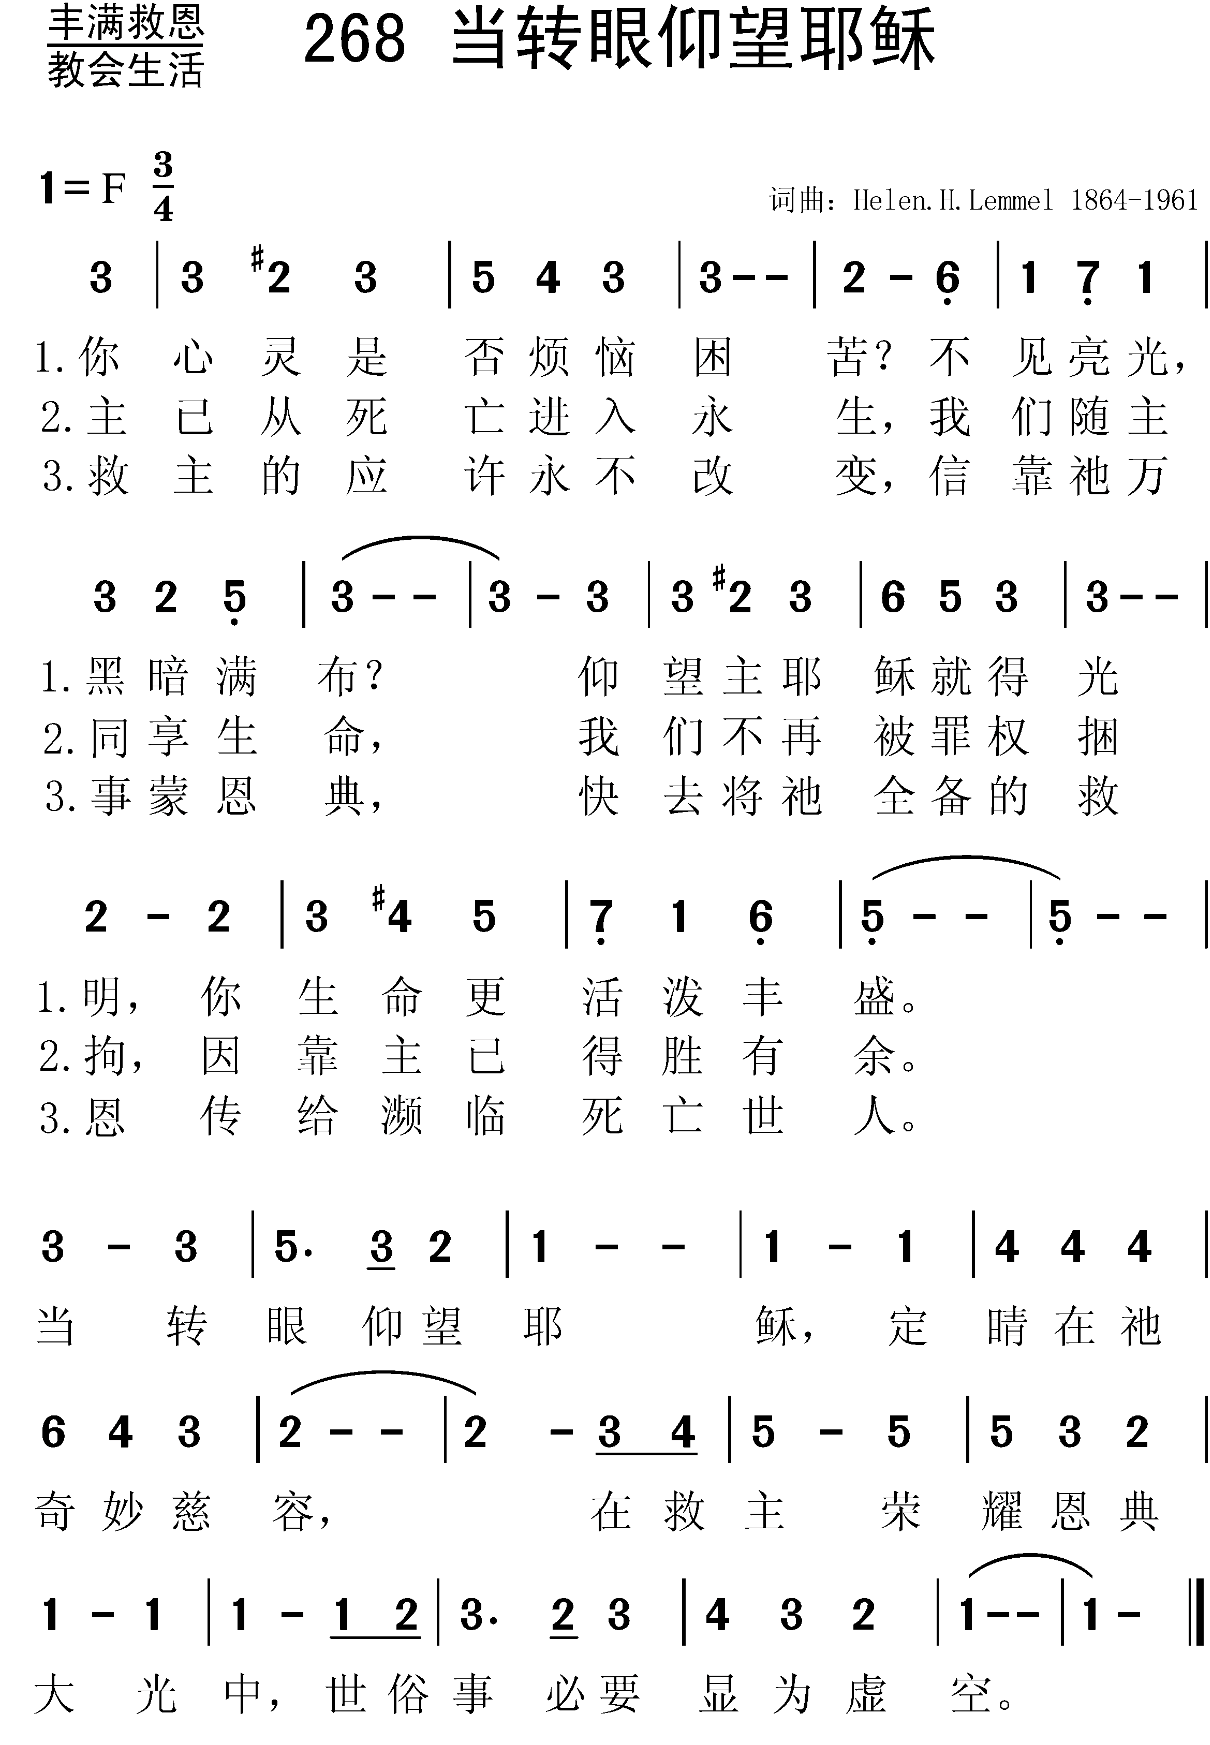 丰满救恩
教会生活
268 当转眼仰望耶稣
1= F 3/4
词曲：Helen.H.Lemmel 1864-1961
3 | 3 #2 3 | 5 4 3 | 3 - - | 2 - 6̣ | 1 7̣ 1 |
1.你 心 灵 是 否 烦 恼 困 苦？不 见 亮 光，
2.主 已 从 死 亡 进 入 永 生，我 们 随 主
3.救 主 的 应 许 永 不 改 变，信 靠 祂 万
3 2 5̣ | 3 - - | 3 - 3 | 3 #2 3 | 6 5 3 | 3 - - |
1.黑 暗 满 布？ 仰 望 主 耶 稣 就 得 光
2.同 享 生 命， 我 们 不 再 被 罪 权 捆
3.事 蒙 恩 典， 快 去 将 祂 全 备 的 救
2 - 2 | 3 #4 5 | 7̣ 1 6̣ | 5̣ - - | 5̣ - - |
1.明，你 生 命 更 活 泼 丰 盛。
2.拘，因 靠 主 已 得 胜 有 余。
3.恩 传 给 濒 临 死 亡 世 人。
3 - 3 | 5. 3 2 | 1 - - | 1 - 1 | 4 4 4 |
当 转 眼 仰 望 耶 稣，定 睛 在 祂
6 4 3 | 2 - - | 2 - 3 4 | 5 - 5 | 5 3 2 |
奇 妙 慈 容， 在 救 主 荣 耀 恩 典
1 - 1 | 1 - 1 2 | 3. 2 3 | 4 3 2 | 1 - - | 1 - ‖
大 光 中，世 俗 事 必 要 显 为 虚 空。